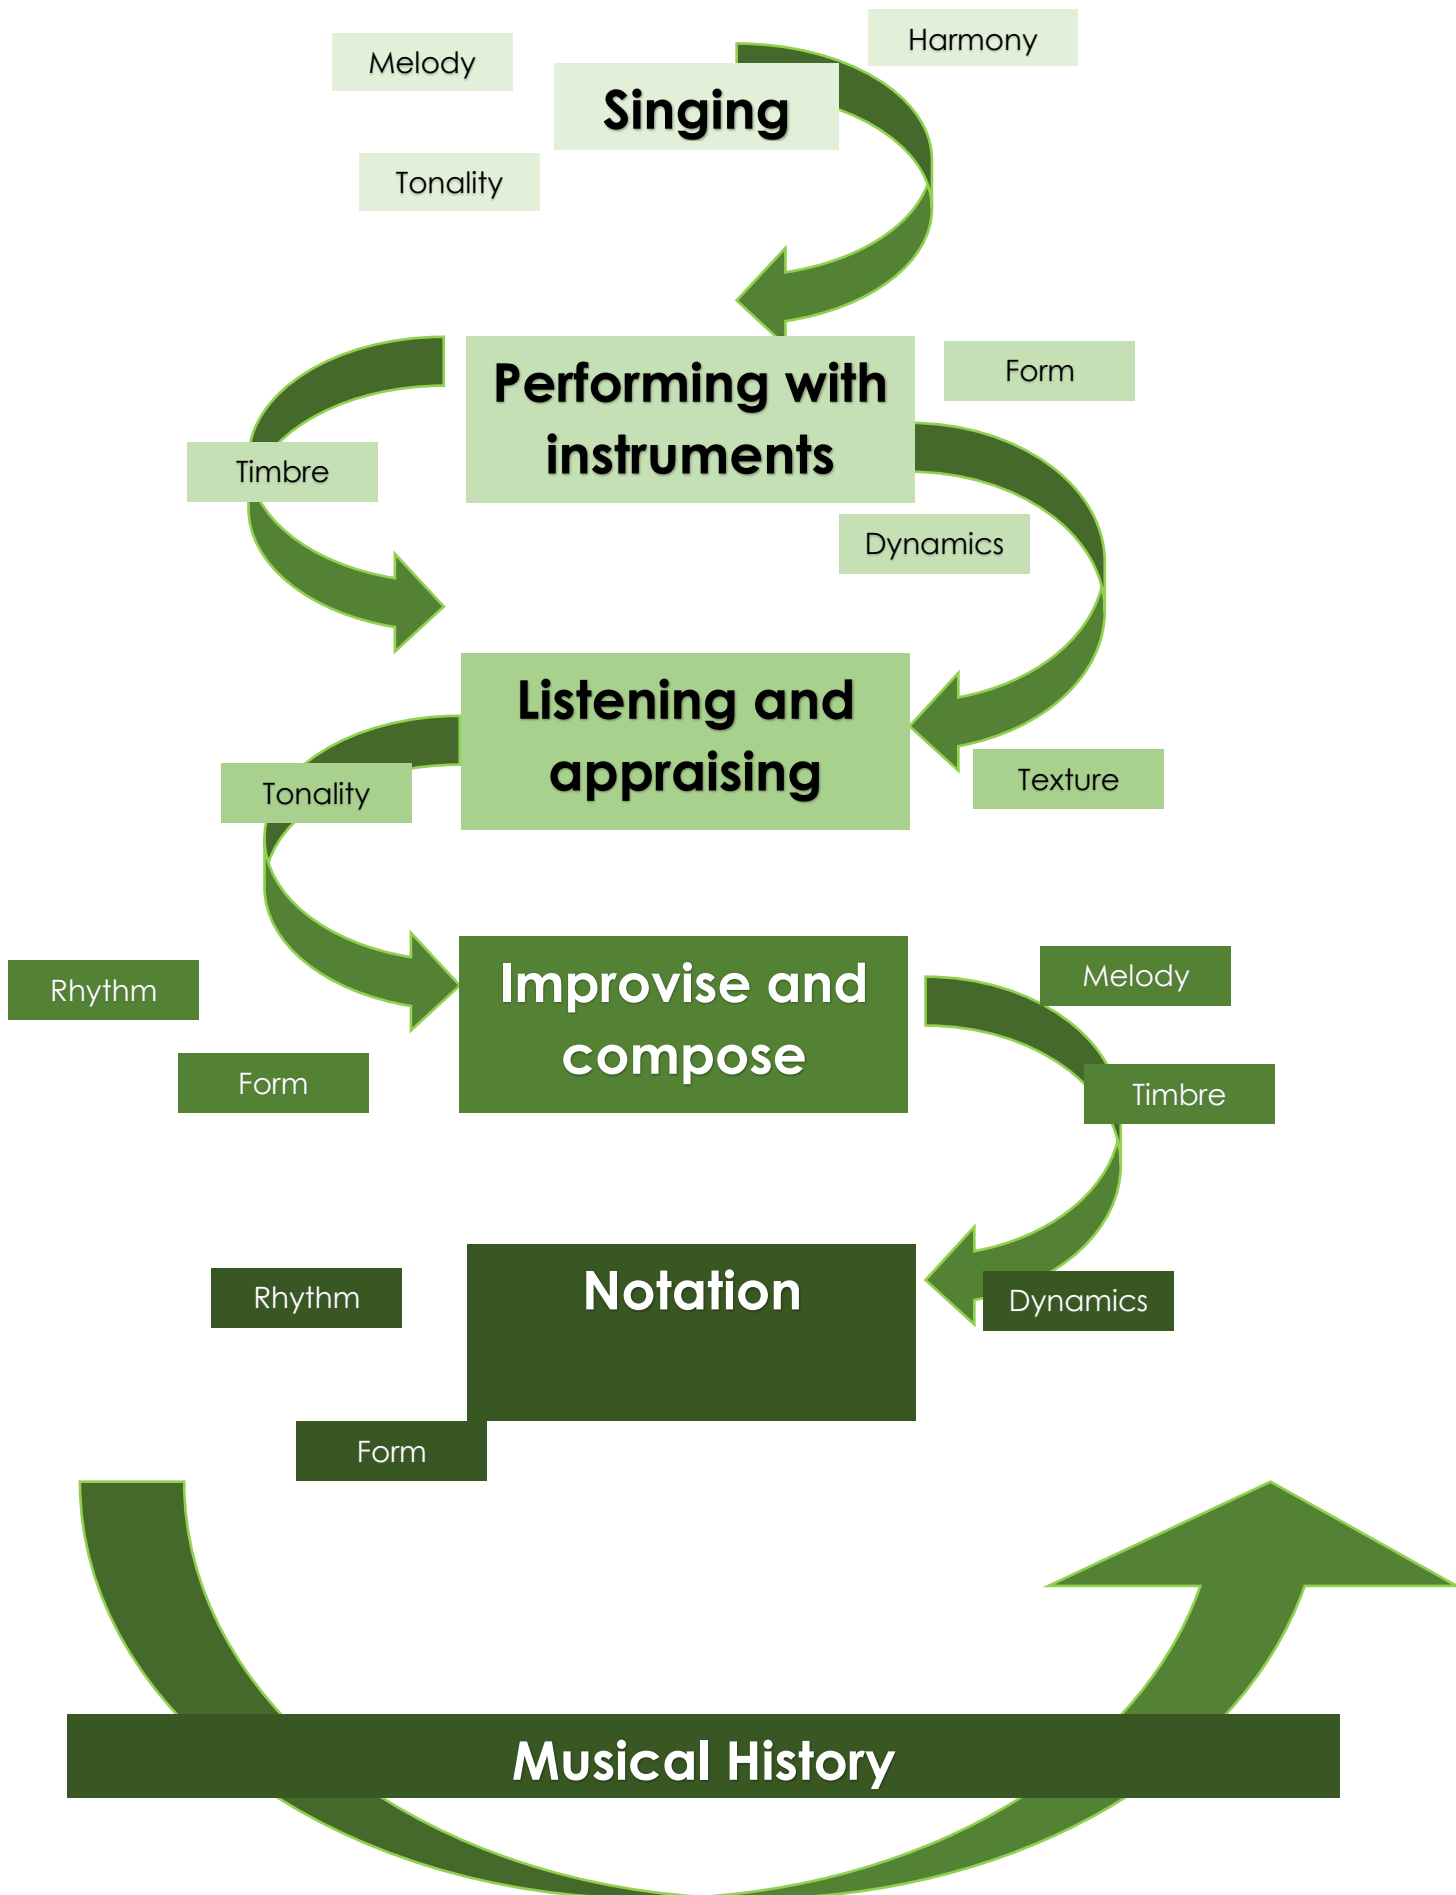 Harmony
Melody
Singing
Tonality
Performing with
instruments
Form
Timbre
Dynamics
Listening and
appraising
Tonality
Texture
Improvise and
compose
Melody
Rhythm
Form
Timbre
Notation
Rhythm
Dynamics
Form
Musical History